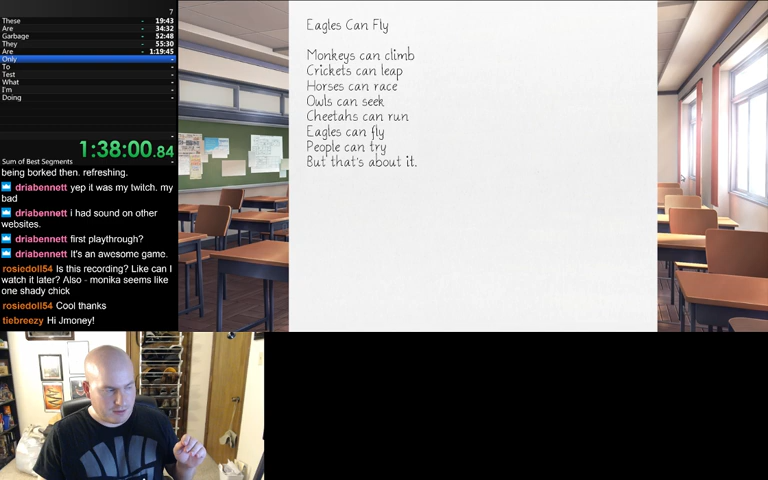 7
These - 19:43
Are - 34:32
Garbage - 52:48
They - 55:30
Are - 1:19:45
Only -
To -
Test -
What -
I'm -
Doing -
-
1:38:00.84
Sum of Best Segments -
being borked then. refreshing.
driabennett yep it was my twitch. my
bad
driabennett i had sound on other
websites.
driabennett first playthrough?
driabennett It's an awesome game.
rosiedoll54 Is this recording? Like can I
watch it later? Also - monika seems like
one shady chick
rosiedoll54 Cool thanks
tiebreezy Hi Jmoney!
Eagles Can Fly
Monkeys can climb
Crickets can leap
Horses can race
Owls can seek
Cheetahs can run
Eagles can fly
People can try
But that's about it.